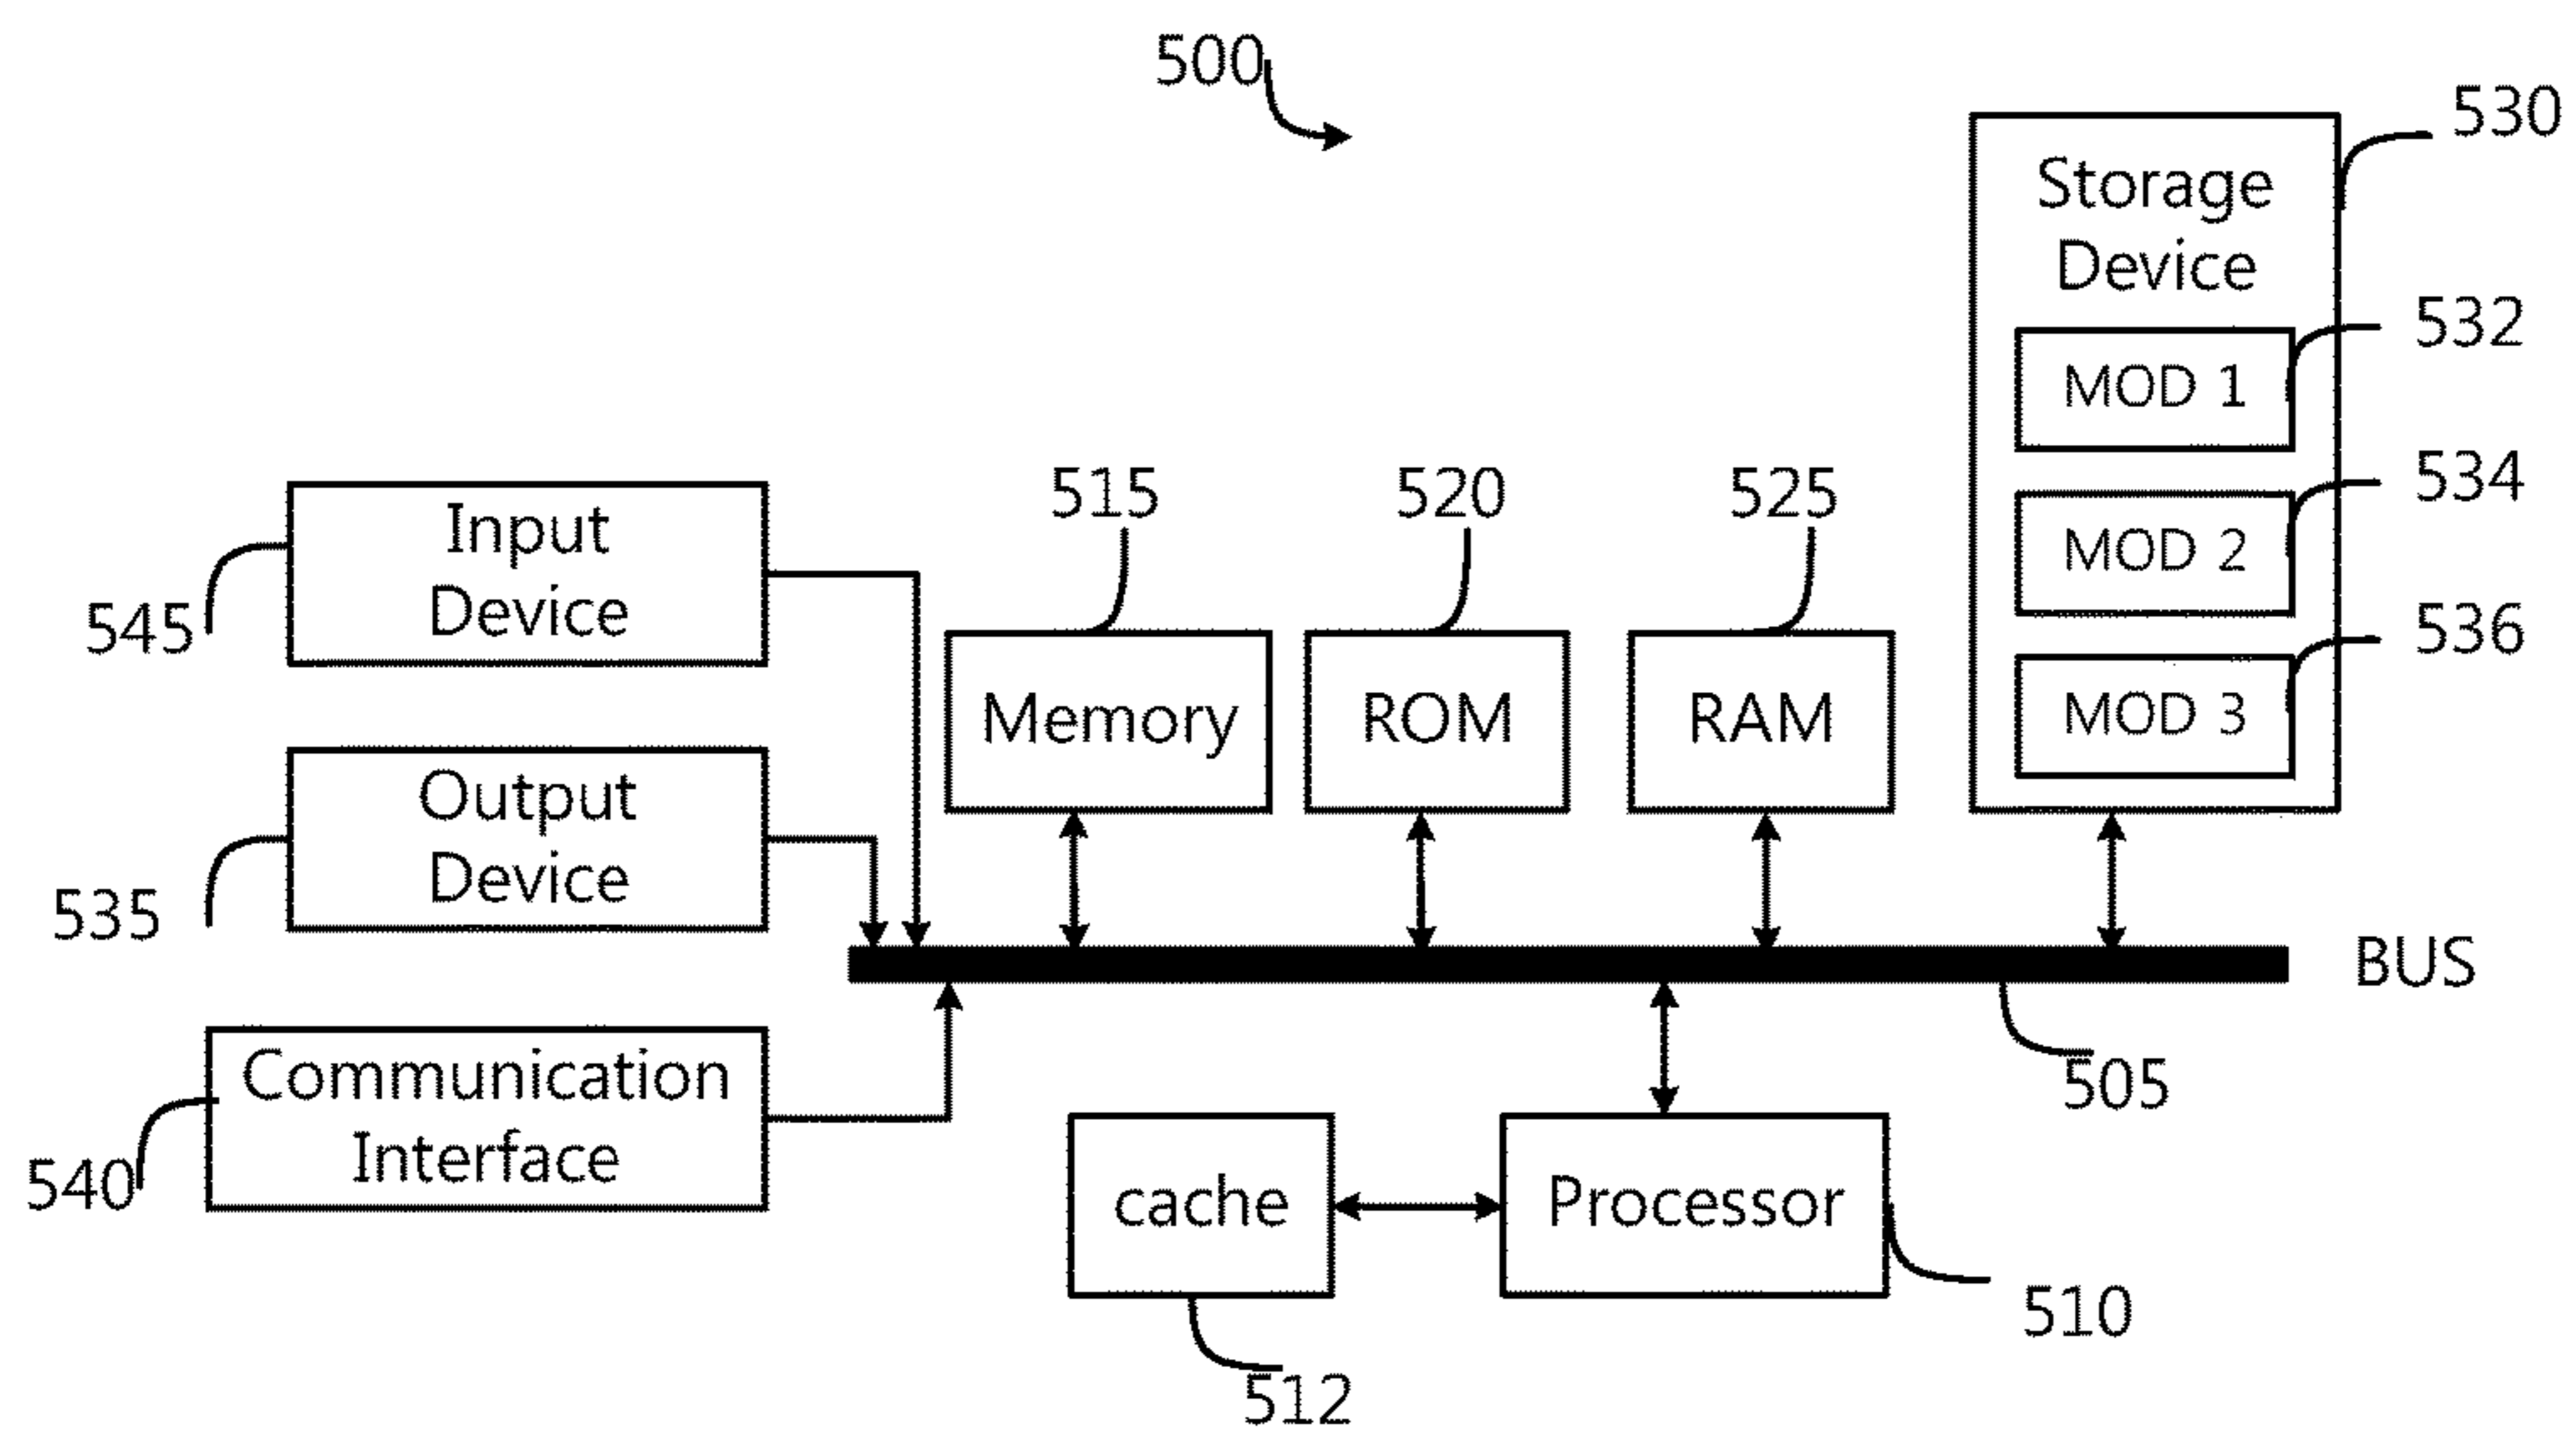 500
530
Storage
Device
532
MOD 1
534
MOD 2
536
MOD 3
515
520
525
Input
Device
545
Memory
ROM
RAM
Output
Device
535
BUS
505
Communication
Interface
540
cache
Processor
510
512